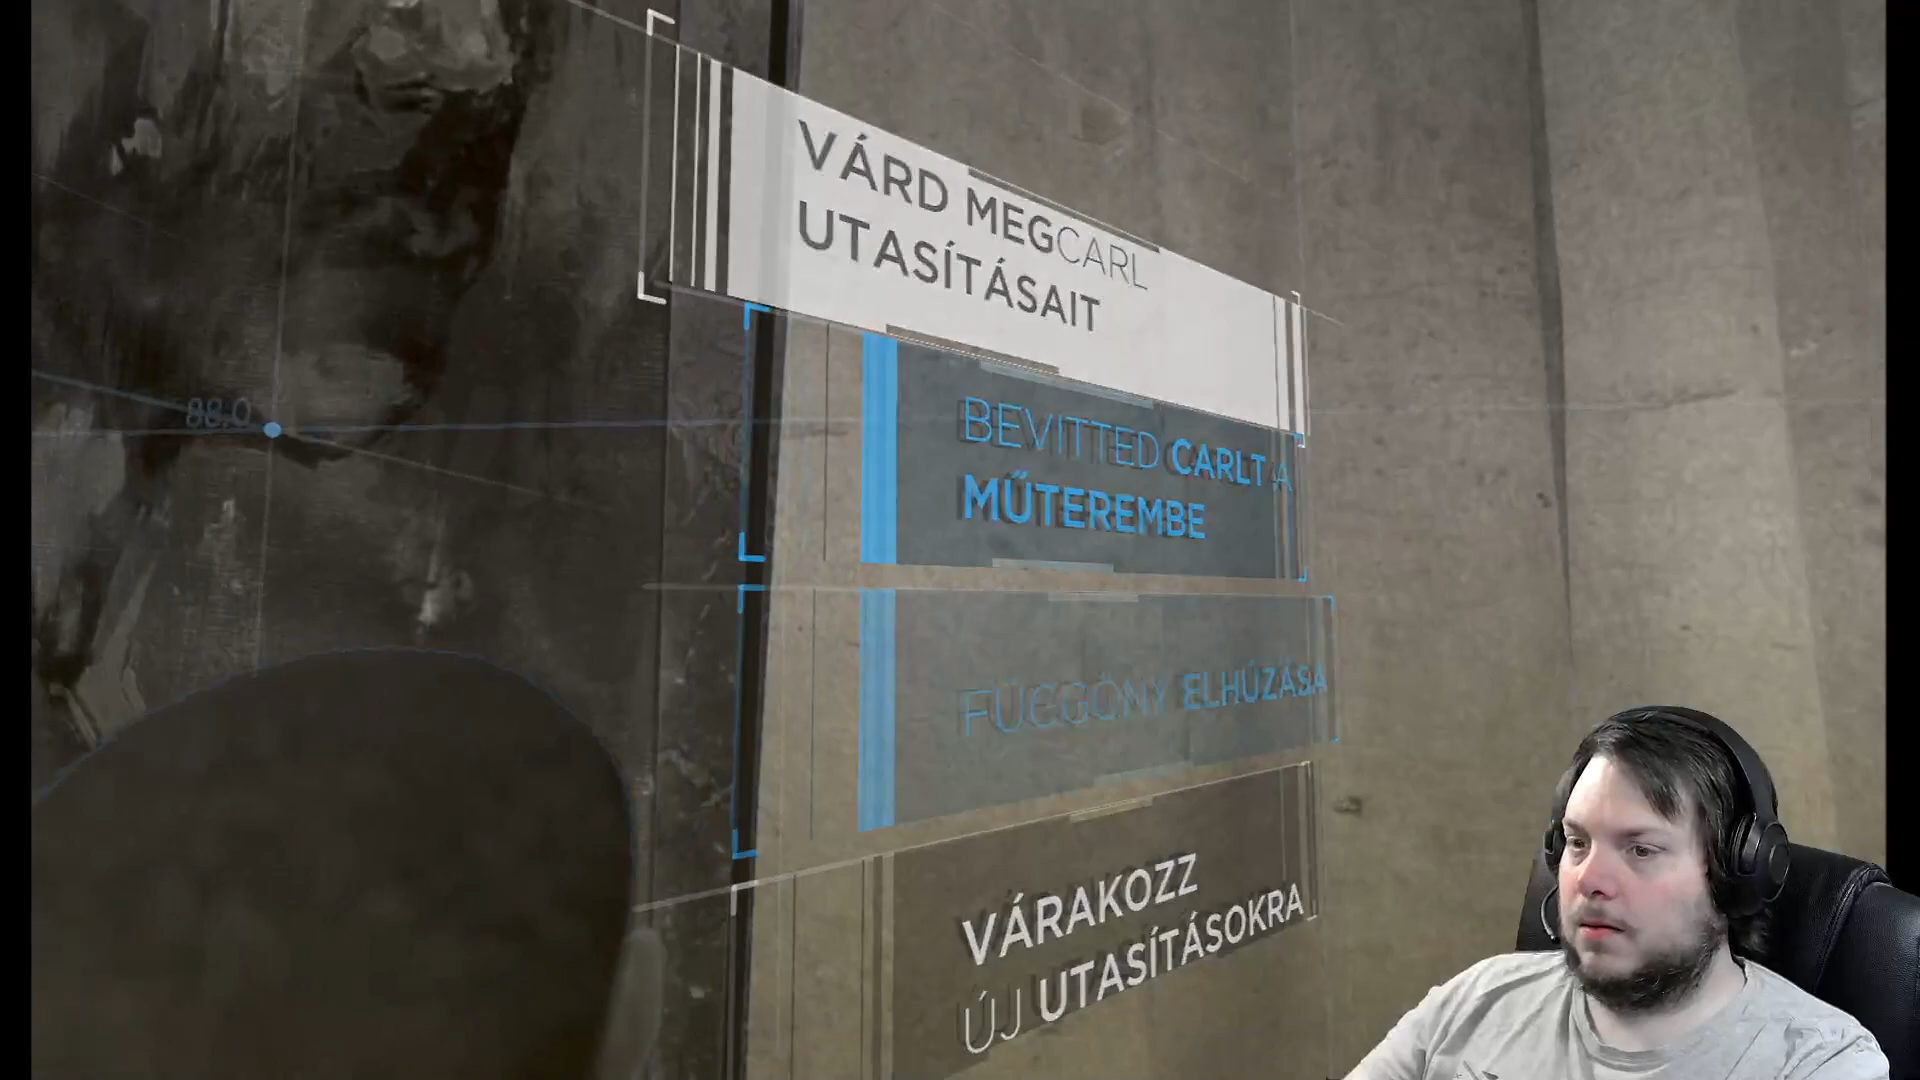 VÁRD MEGCARL
UTASÍTÁSAIT
88.0
BEVITTED CARLT A
MŰTEREMBE
FÜGGÖNY ELHÚZÁSA
VÁRAKOZZ
ÚJ UTASÍTÁSOKRA